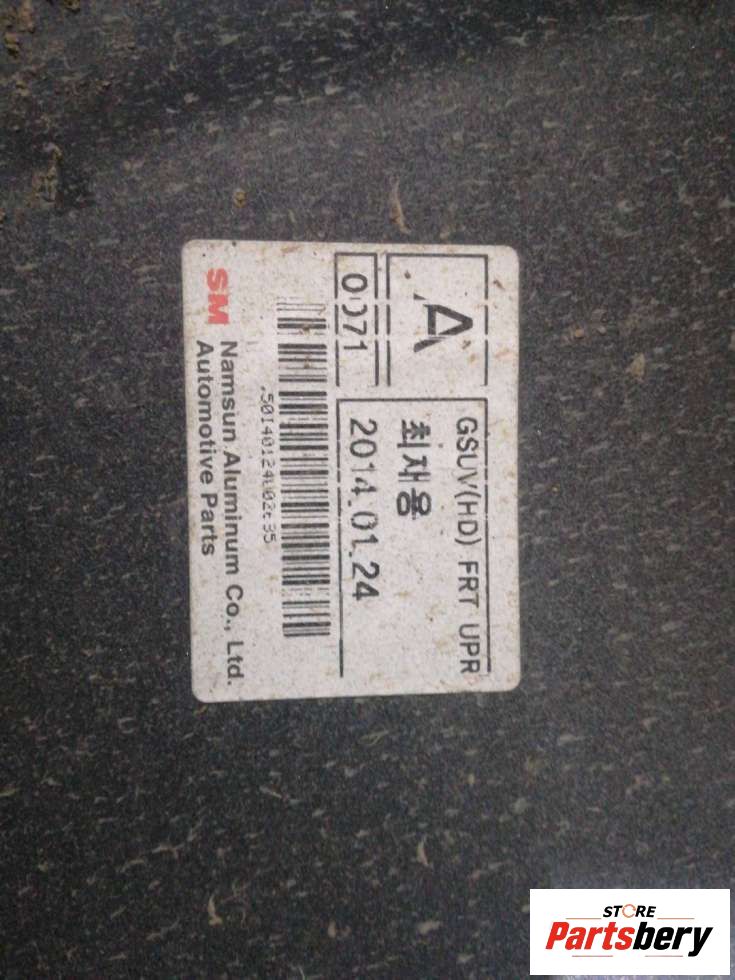 A
GSUV(HD) FRT UPR
최재용
0071
2014.01.24
SM
Namsun Aluminum Co., Ltd.
Automotive Parts
STORE
Partsbery